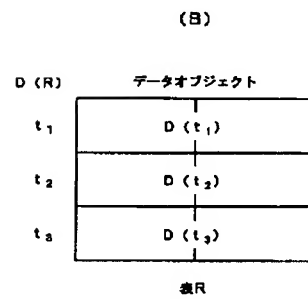 (B)
D (R) データオブジェクト
t₁ D (t₁)
t₂ D (t₂)
t₃ D (t₃)
表R